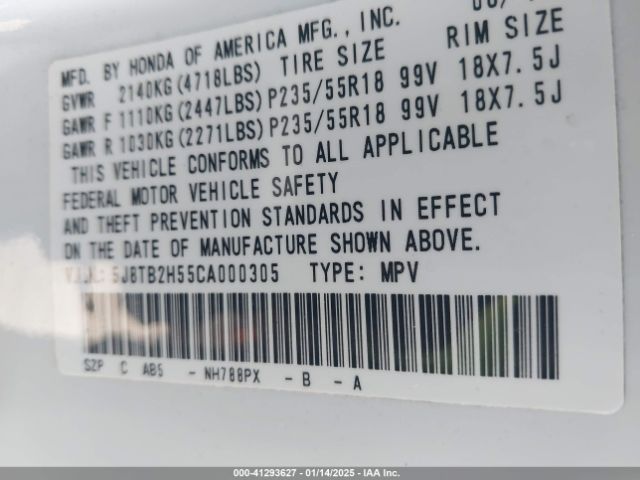 MFD. BY HONDA OF AMERICA MFG., INC.
GVWR 2140KG(4718LBS) TIRE SIZE RIM SIZE
GAWR F 1110KG(2447LBS) P235/55R18 99V 18X7.5J
GAWR R 1030KG(2271LBS) P235/55R18 99V 18X7.5J
THIS VEHICLE CONFORMS TO ALL APPLICABLE
FEDERAL MOTOR VEHICLE SAFETY
AND THEFT PREVENTION STANDARDS IN EFFECT
ON THE DATE OF MANUFACTURE SHOWN ABOVE.
V.I.N.: 5J8TB2H55CA000305 TYPE: MPV
SZP C AB5 - NH788PX - B - A
00-41293627 - 01/14/2025 - Copart IAA Inc.